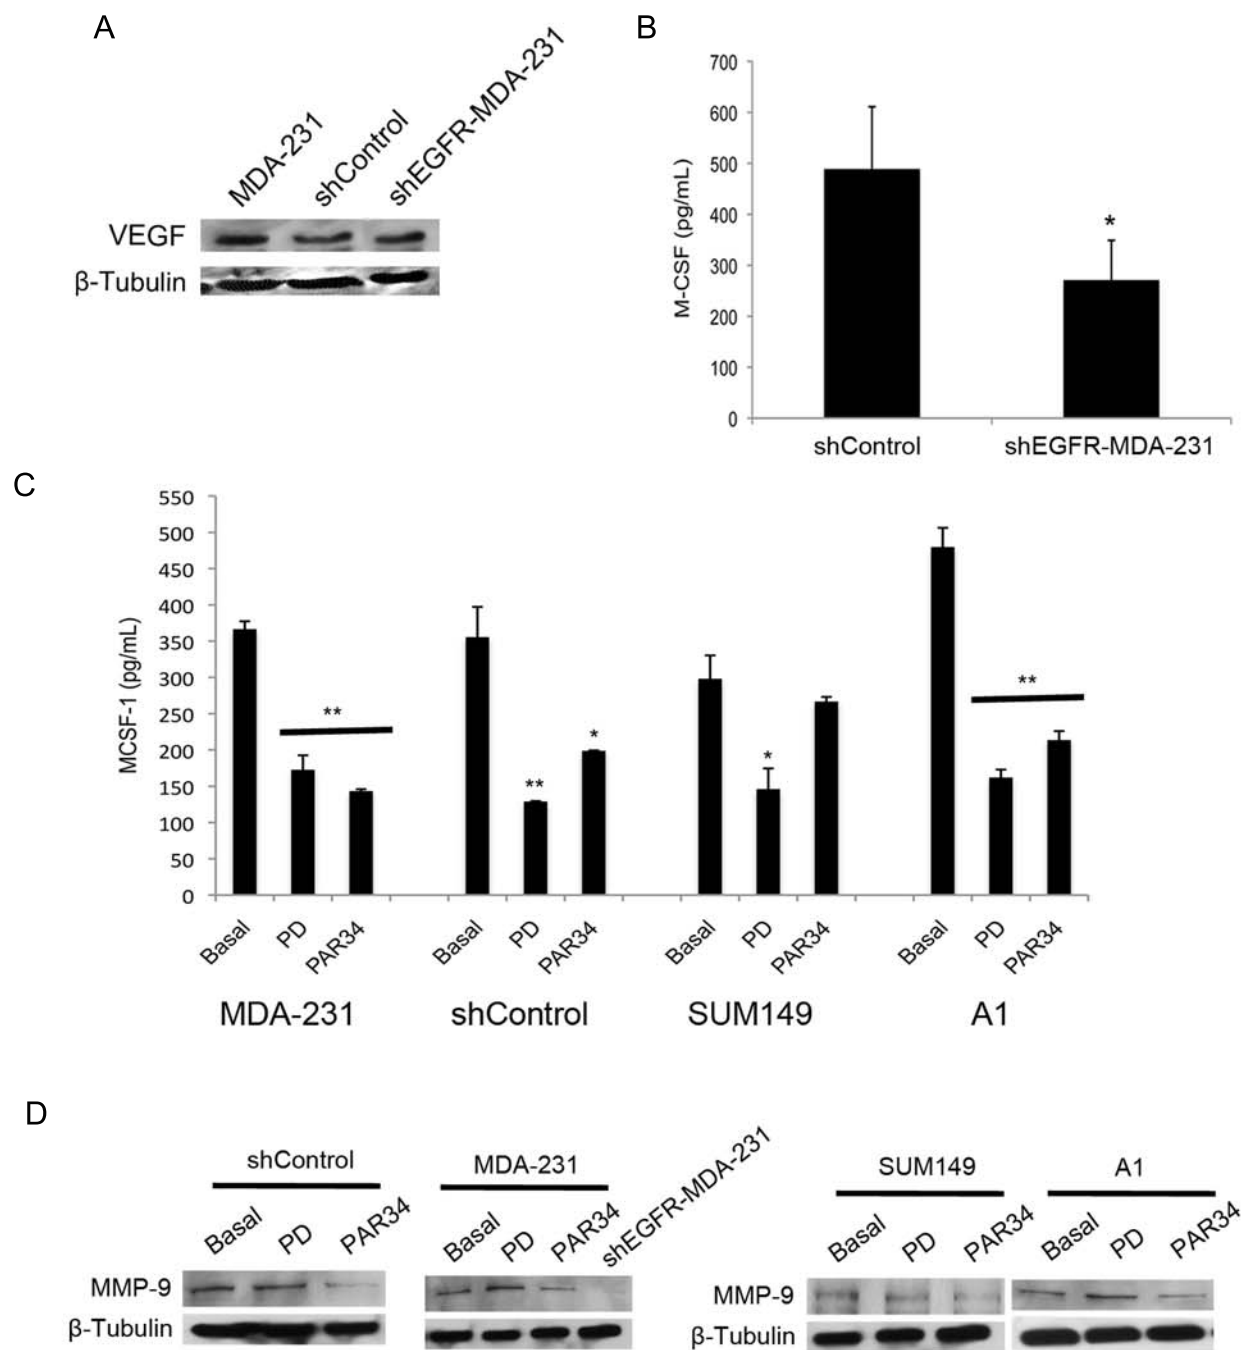 A
MDA-231
shControl
shEGFR-MDA-231
VEGF
β-Tubulin
B
700
600
500
400
300
200
100
0
M-CSF (pg/mL)
*
shControl
shEGFR-MDA-231
C
550
500
450
400
350
300
250
200
150
100
50
0
MCSF-1 (pg/mL)
**
**
*
*
**
Basal
PD
PAR34
Basal
PD
PAR34
Basal
PD
PAR34
Basal
PD
PAR34
MDA-231
shControl
SUM149
A1
D
shControl
Basal
PD
PAR34
MDA-231
Basal
PD
PAR34
shEGFR-MDA-231
MMP-9
β-Tubulin
SUM149
Basal
PD
PAR34
A1
Basal
PD
PAR34
MMP-9
β-Tubulin